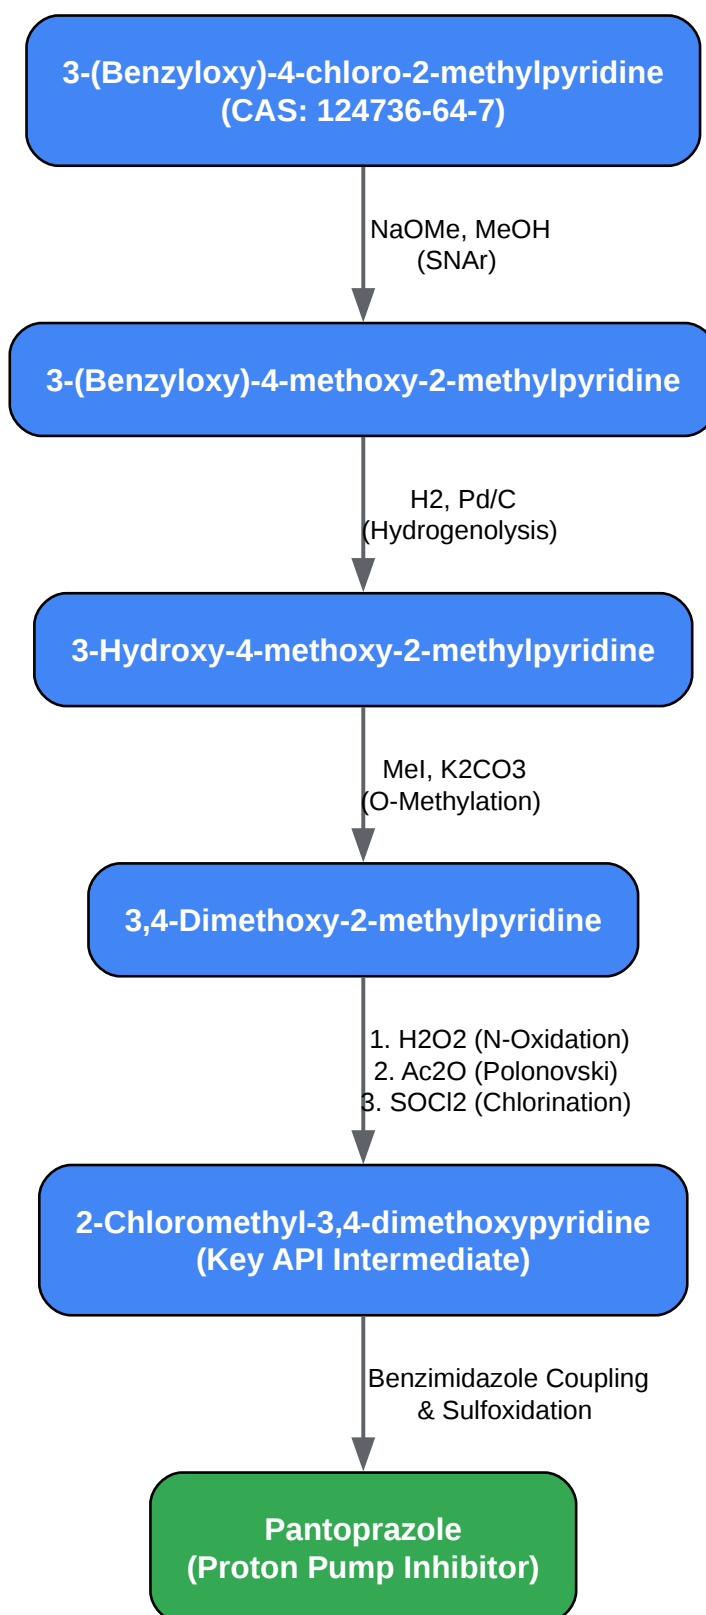 3-(Benzyloxy)-4-chloro-2-methylpyridine
(CAS: 124736-64-7)
NaOMe, MeOH
(SNAr)
3-(Benzyloxy)-4-methoxy-2-methylpyridine
H2, Pd/C
(Hydrogenolysis)
3-Hydroxy-4-methoxy-2-methylpyridine
MeI, K2CO3
(O-Methylation)
3,4-Dimethoxy-2-methylpyridine
1. H2O2 (N-Oxidation)
2. Ac2O (Polonovski)
3. SOCl2 (Chlorination)
2-Chloromethyl-3,4-dimethoxypyridine
(Key API Intermediate)
Benzimidazole Coupling
& Sulfoxidation
Pantoprazole
(Proton Pump Inhibitor)